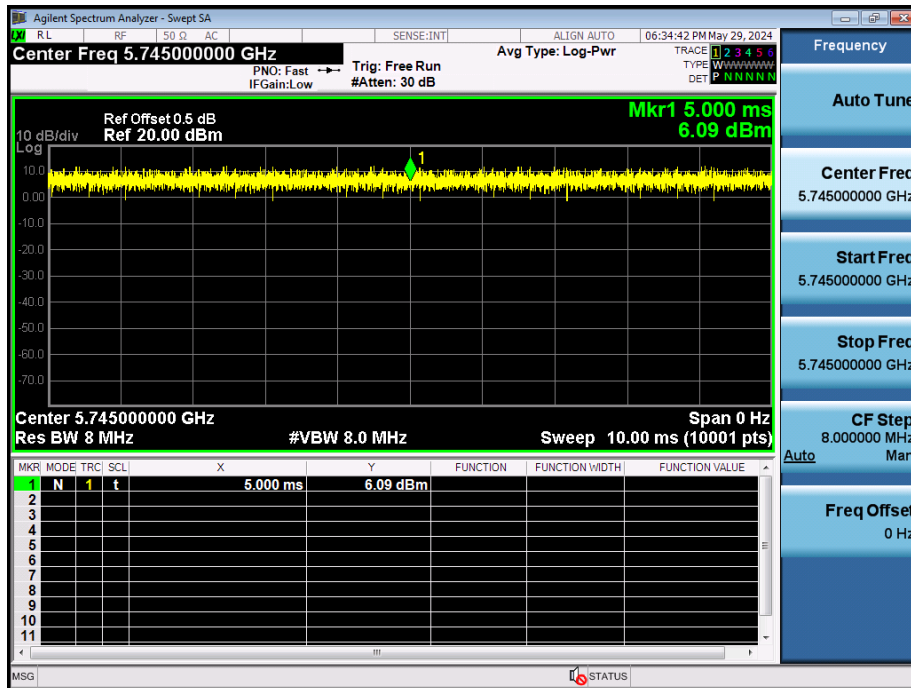 Agilent Spectrum Analyzer - Swept SA
LXI RL RF 50 Ω AC SENSE:INT ALIGN AUTO 06:34:42 PM May 29, 2024
Center Freq 5.745000000 GHz
PNO: Fast
IFGain:Low
Trig: Free Run
#Atten: 30 dB
Avg Type: Log-Pwr
TRACE 1 2 3 4 5 6
TYPE WWWWWW
DET P N N N N N
Mkr1 5.000 ms
6.09 dBm
10 dB/div
Log
Ref Offset 0.5 dB
Ref 20.00 dBm
1
10.0
0.00
-10.0
-20.0
-30.0
-40.0
-50.0
-60.0
-70.0
Center 5.745000000 GHz Span 0 Hz
Res BW 8 MHz #VBW 8.0 MHz Sweep 10.00 ms (10001 pts)
MKR MODE TRC SCL X Y FUNCTION FUNCTION WIDTH FUNCTION VALUE
1 N 1 t 5.000 ms 6.09 dBm
2
3
4
5
6
7
8
9
10
11
MSG STATUS
Frequency
Auto Tune
Center Freq
5.745000000 GHz
Start Freq
5.745000000 GHz
Stop Freq
5.745000000 GHz
CF Step
8.000000 MHz
Auto Man
Freq Offset
0 Hz